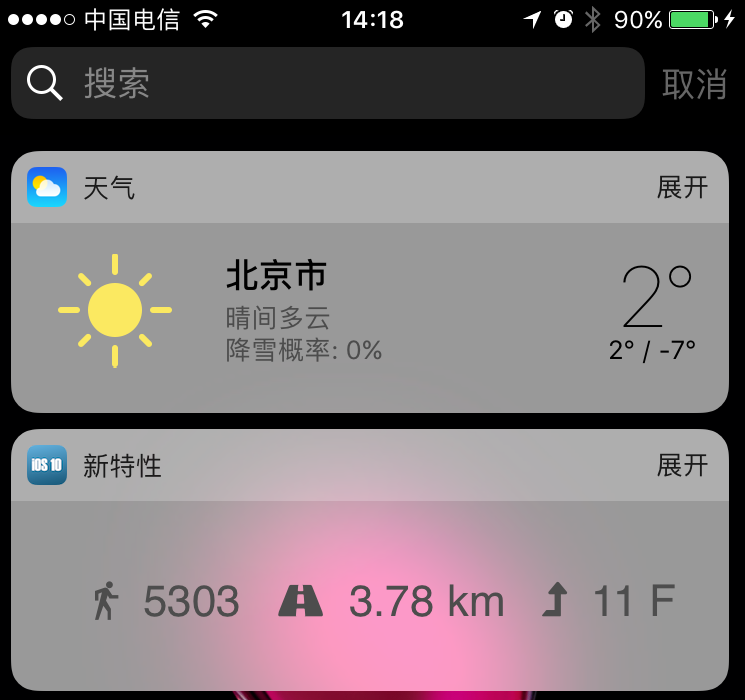 中国电信 14:18 90%
搜索 取消
天气 展开
北京市
晴间多云
降雪概率: 0%
2°
2° / -7°
iOS 10 新特性 展开
5303 3.78 km 11 F